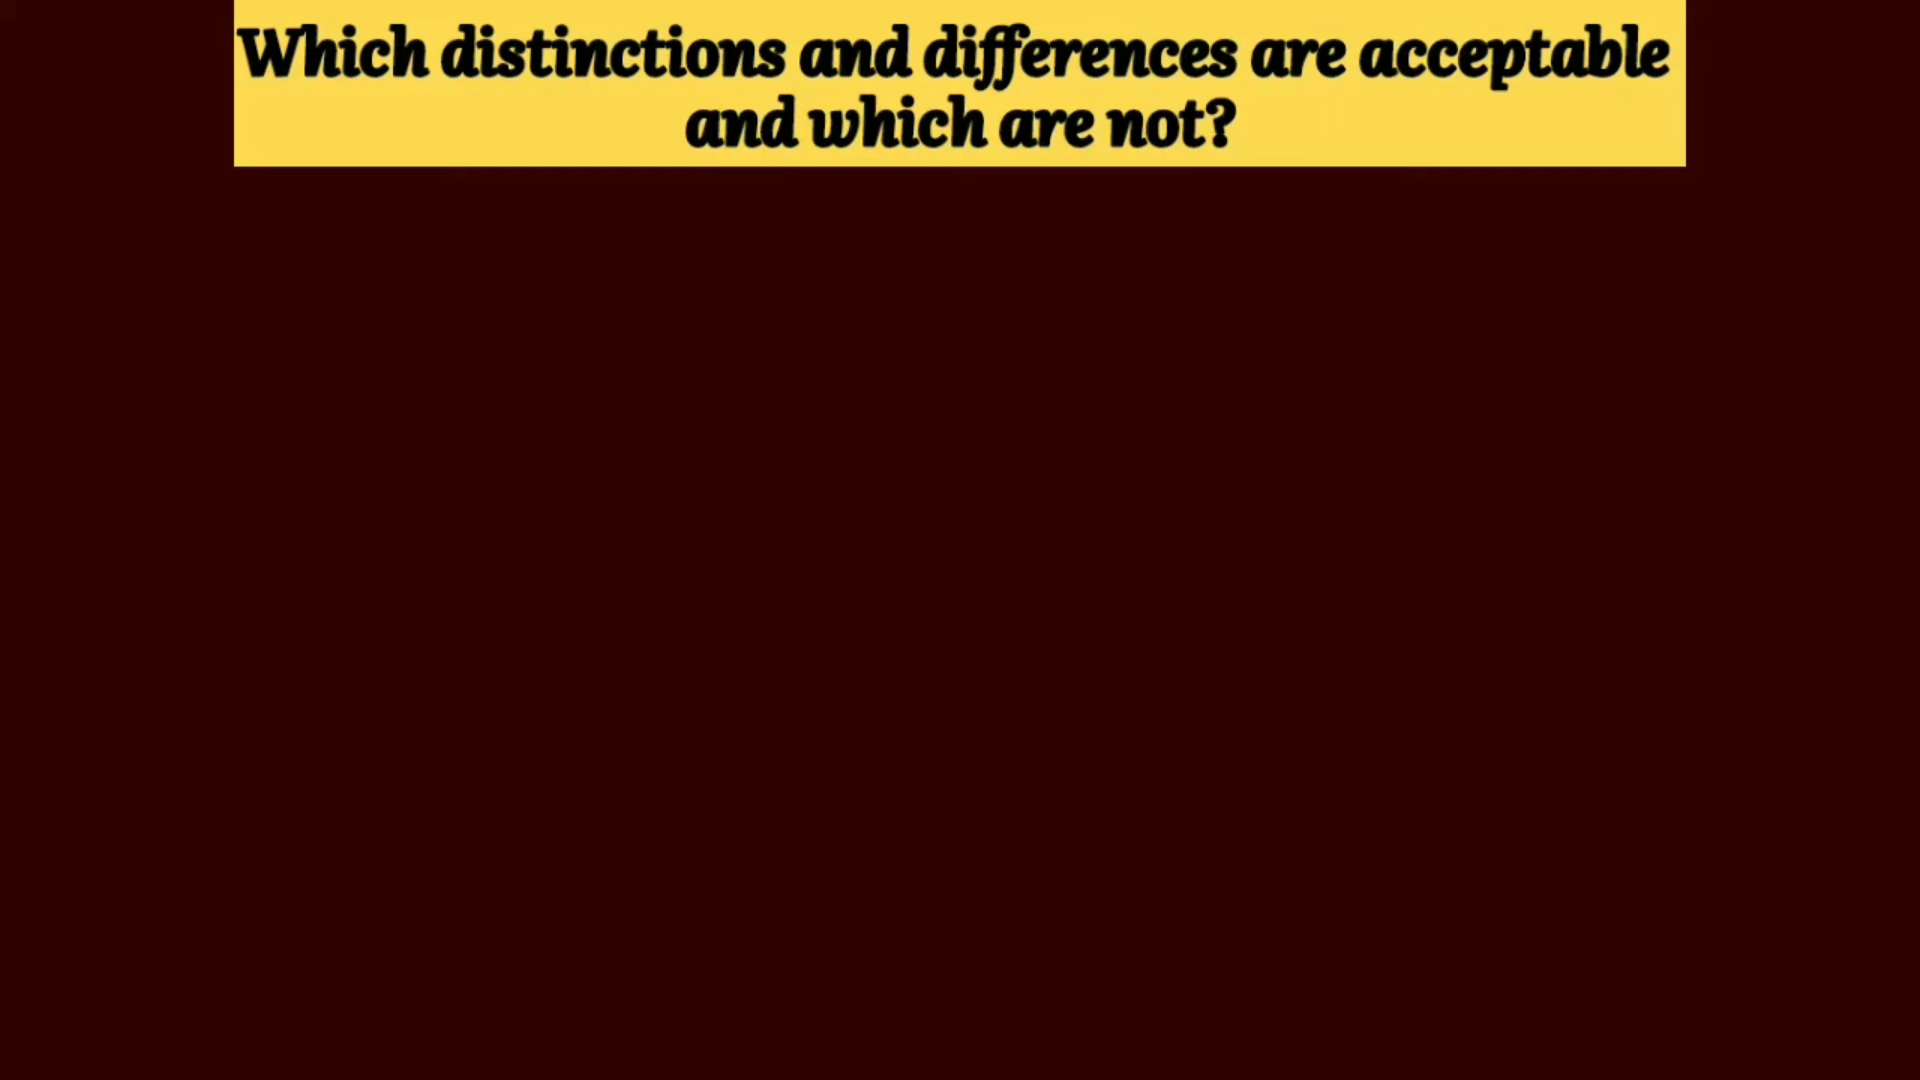 Which distinctions and differences are acceptable
and which are not?